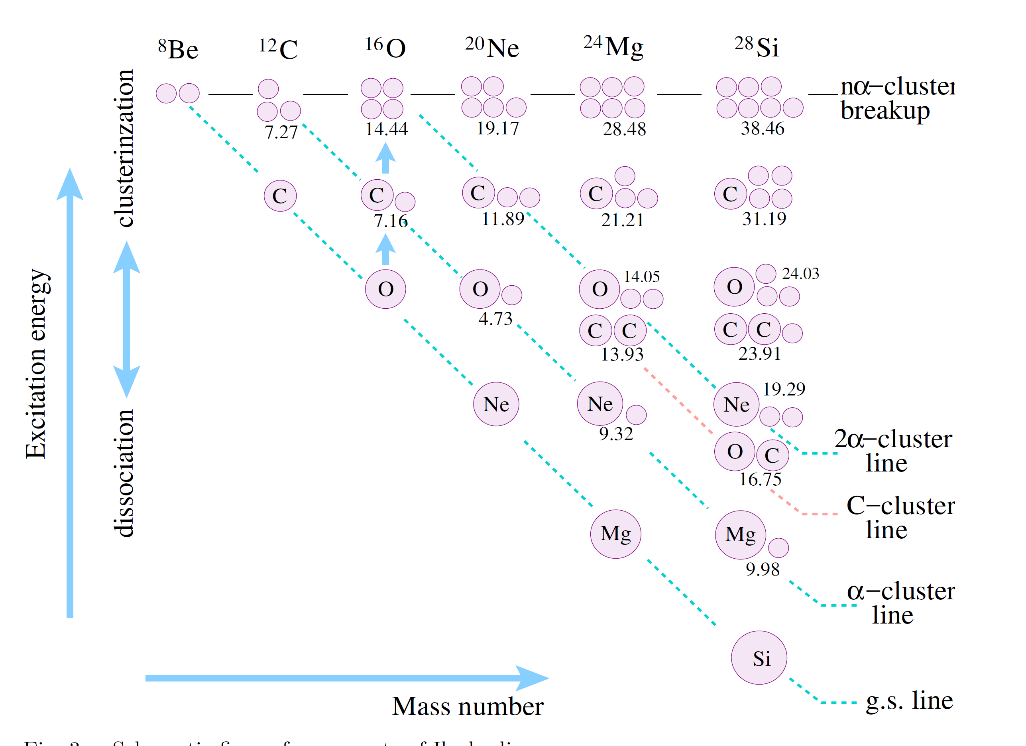 ⁸Be ¹²C ¹⁶O ²⁰Ne ²⁴Mg ²⁸Si
nα−cluster
breakup
7.27 14.44 19.17 28.48 38.46
C C C C C
7.16 11.89 21.21 31.19
O O O 14.05 O 24.03
4.73
C C C C
13.93 23.91
Ne Ne Ne 19.29
9.32
2α−cluster
line
O C
16.75
C−cluster
line
Mg Mg
9.98
α−cluster
line
Si
g.s. line
Excitation energy
clusterinzation
dissociation
Mass number